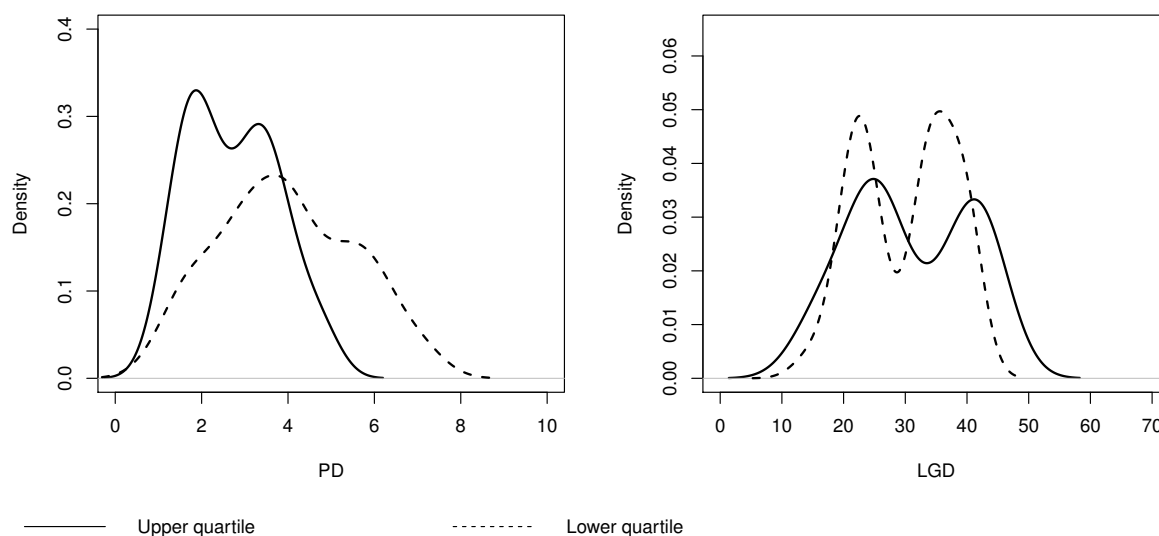 0.0 0.1 0.2 0.3 0.4
Density
0 2 4 6 8 10
PD
0.00 0.01 0.02 0.03 0.04 0.05 0.06
Density
0 10 20 30 40 50 60 70
LGD
Upper quartile
Lower quartile